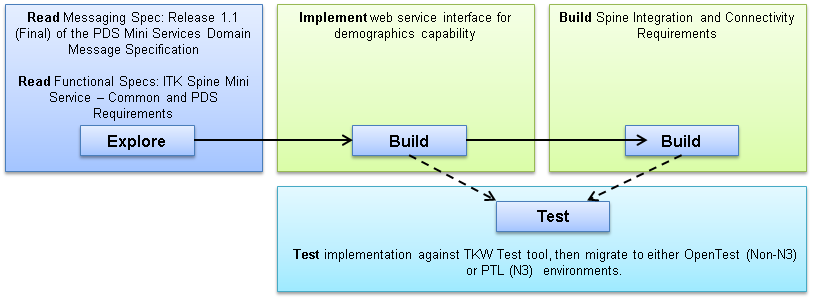 Read Messaging Spec: Release 1.1
(Final) of the PDS Mini Services Domain
Message Specification
Read Functional Specs: ITK Spine Mini
Service – Common and PDS
Requirements
Explore
Implement web service interface for
demographics capability
Build
Build Spine Integration and Connectivity
Requirements
Build
Test
Test implementation against TKW Test tool, then migrate to either OpenTest (Non-N3)
or PTL (N3) environments.